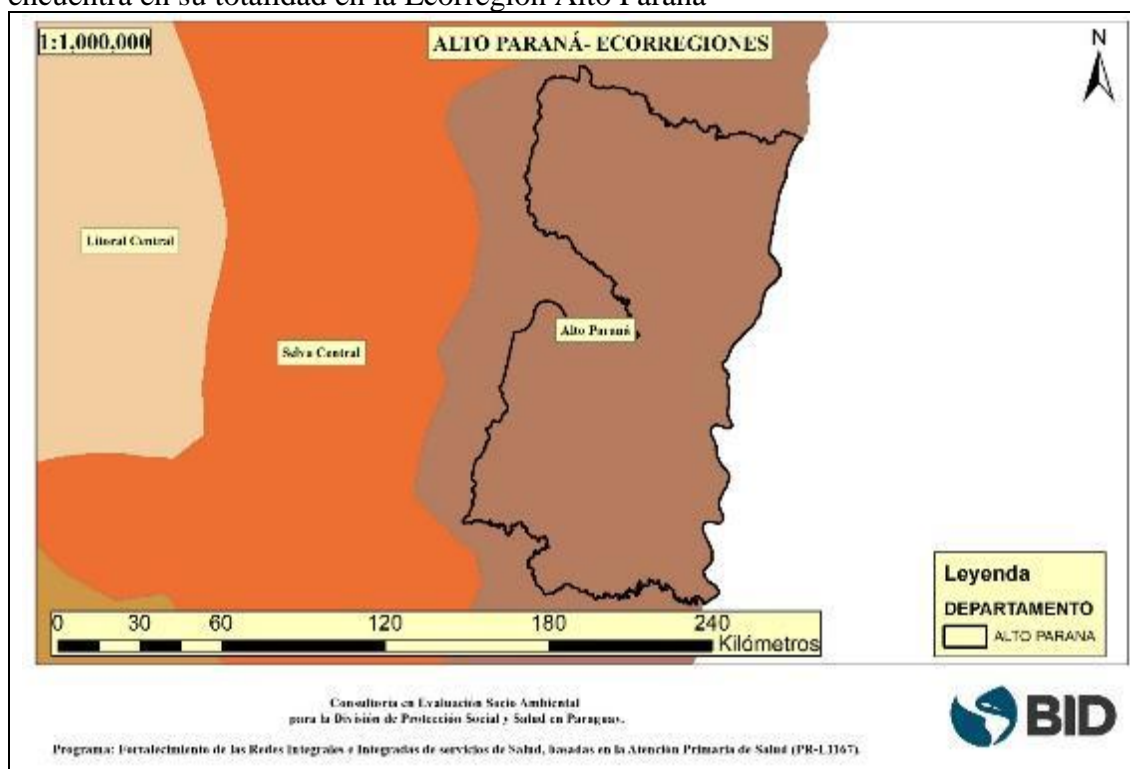 encuentra en su totalidad en la Ecorregión Alto Paraná
1:1,000,000
ALTO PARANÁ- ECORREGIONES
N
Litoral Central
Selva Central
Alto Paraná
0 30 60 120 180 240
Kilómetros
Leyenda
DEPARTAMENTO
ALTO PARANA
Consultoría en Evaluación Socio Ambiental
para la División de Protección Social y Salud en Paraguay.
Programa: Fortalecimiento de las Redes Integrales e Integradas de servicios de Salud, basadas en la Atención Primaria de Salud (PR-L1167).
BID